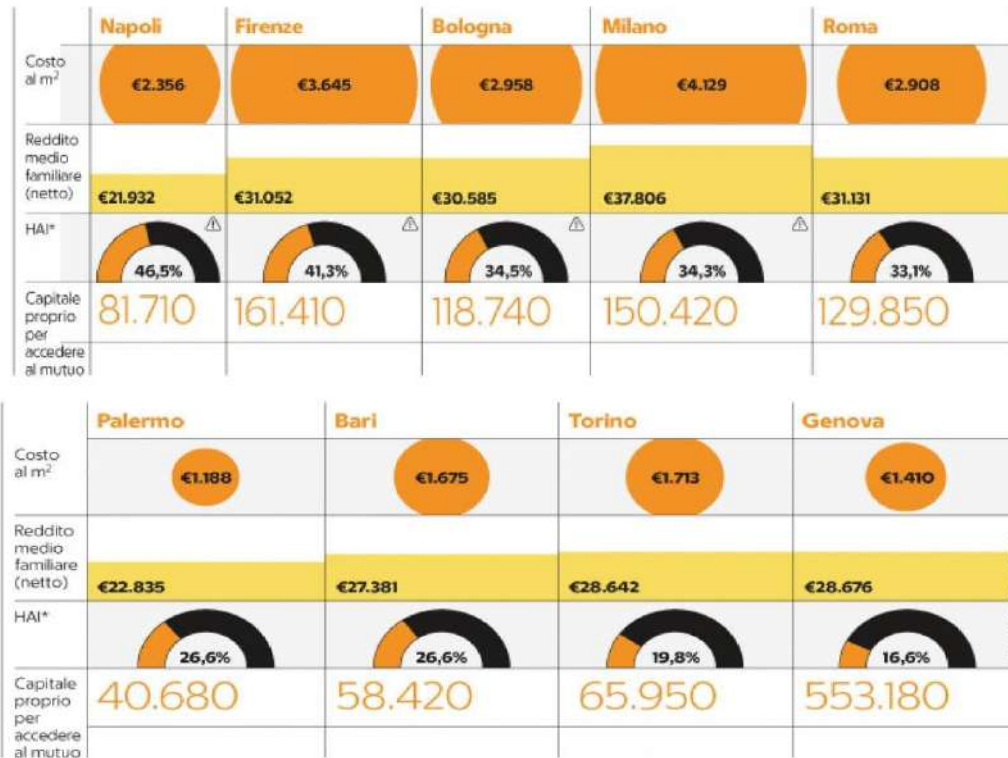 Napoli Firenze Bologna Milano Roma
Costo
al m²
€2.356 €3.645 €2.958 €4.129 €2.908
Reddito
medio
familiare
(netto)
€21.932 €31.052 €30.585 €37.806 €31.131
HAI*
46,5% 41,3% 34,5% 34,3% 33,1%
Capitale
proprio
per
accedere
al mutuo
81.710 161.410 118.740 150.420 129.850
Palermo Bari Torino Genova
Costo
al m²
€1.188 €1.675 €1.713 €1.410
Reddito
medio
familiare
(netto)
€22.835 €27.381 €28.642 €28.676
HAI*
26,6% 26,6% 19,8% 16,6%
Capitale
proprio
per
accedere
al mutuo
40.680 58.420 65.950 553.180